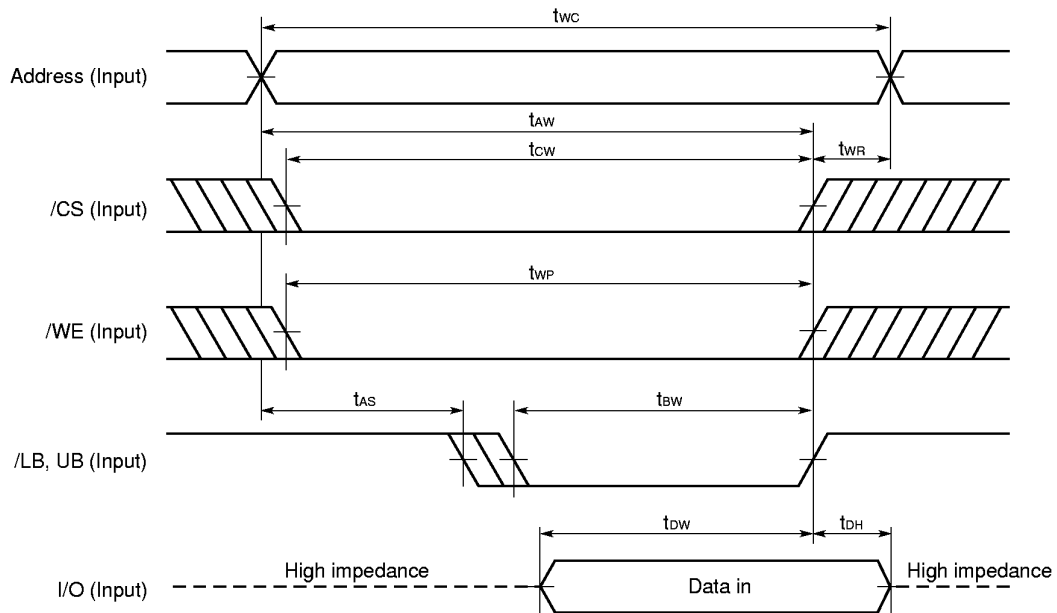 tWC
Address (Input)
tAW
tCW
tWR
/CS (Input)
tWP
/WE (Input)
tAS
tBW
/LB, UB (Input)
tDW
tDH
I/O (Input)
High impedance
Data in
High impedance